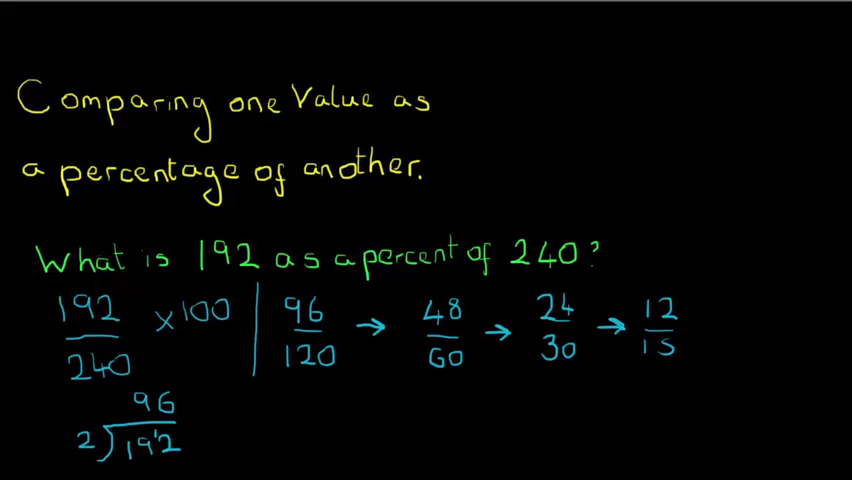 Comparing one Value as
a percentage of another.
What is 192 as a percent of 240?
192/240 × 100 | 96/120 → 48/60 → 24/30 → 12/15
96
2)192